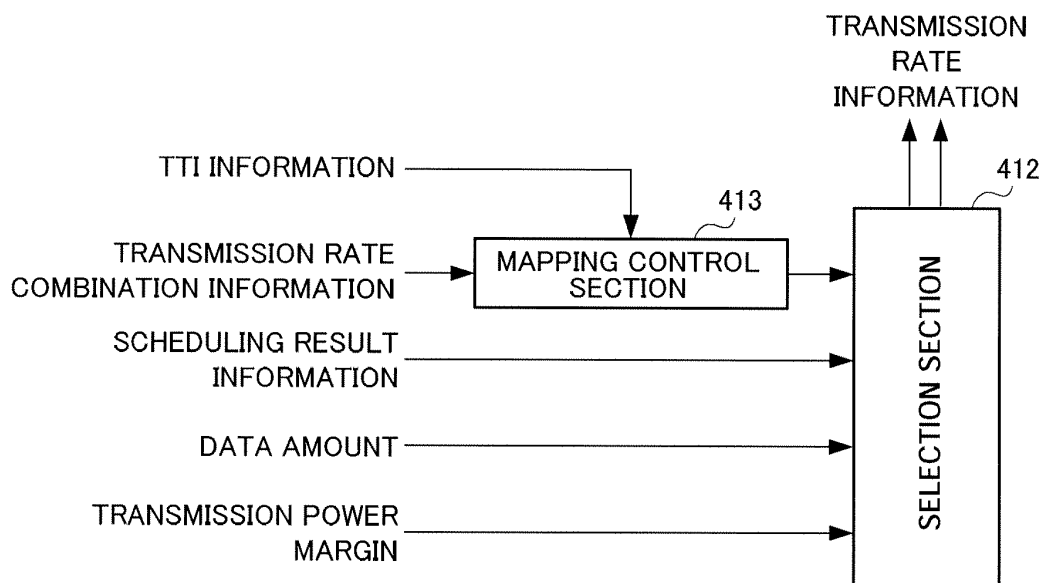 TRANSMISSION
RATE
INFORMATION
TTI INFORMATION
412
413
TRANSMISSION RATE
COMBINATION INFORMATION
MAPPING CONTROL
SECTION
SELECTION SECTION
SCHEDULING RESULT
INFORMATION
DATA AMOUNT
TRANSMISSION POWER
MARGIN